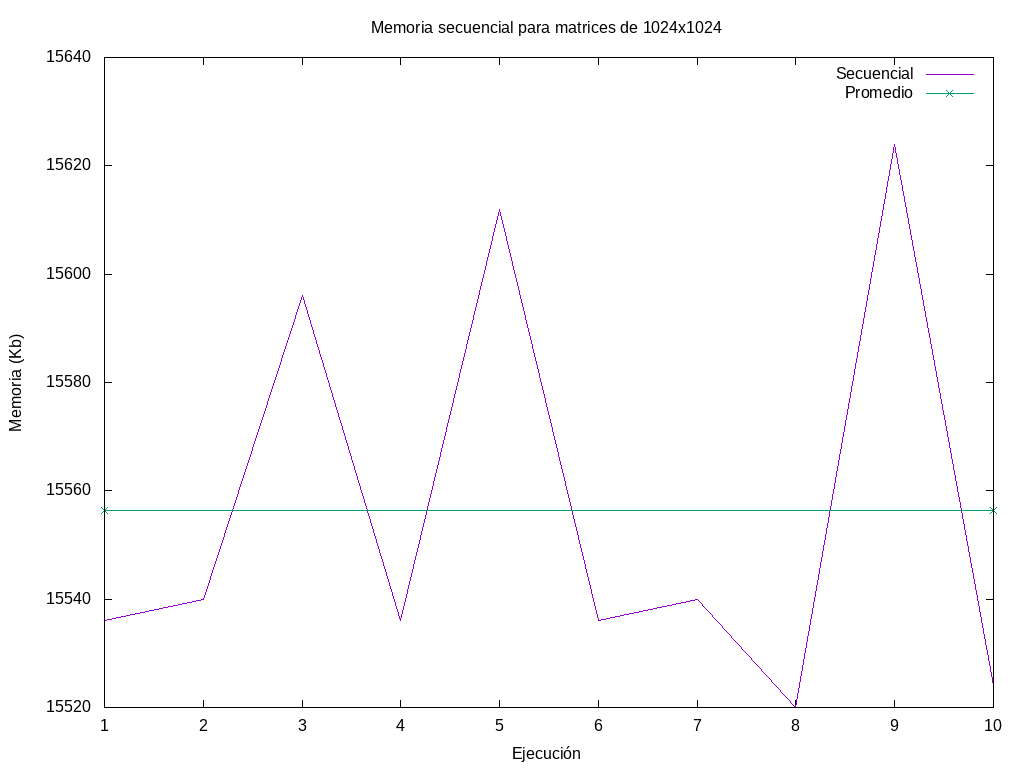 Memoria secuencial para matrices de 1024x1024
Secuencial
Promedio
15640
15620
15600
15580
15560
15540
15520
Memoria (Kb)
1 2 3 4 5 6 7 8 9 10
Ejecución